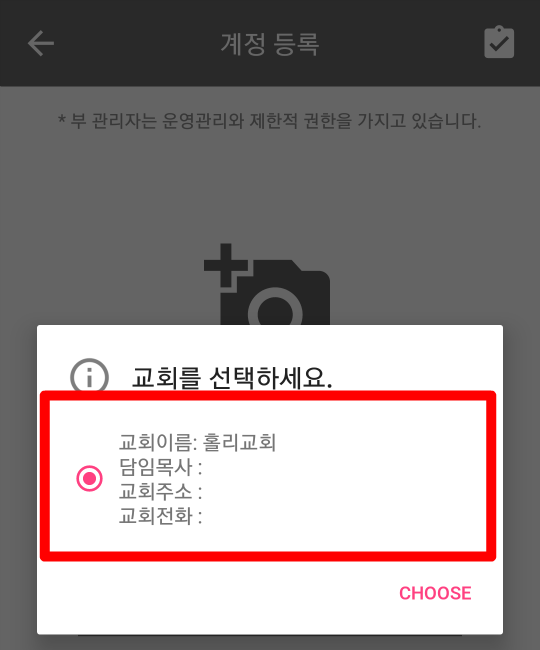 계정 등록
* 부 관리자는 운영관리와 제한적 권한을 가지고 있습니다.
교회를 선택하세요.
교회이름: 홀리교회
담임목사 :
교회주소 :
교회전화 :
CHOOSE